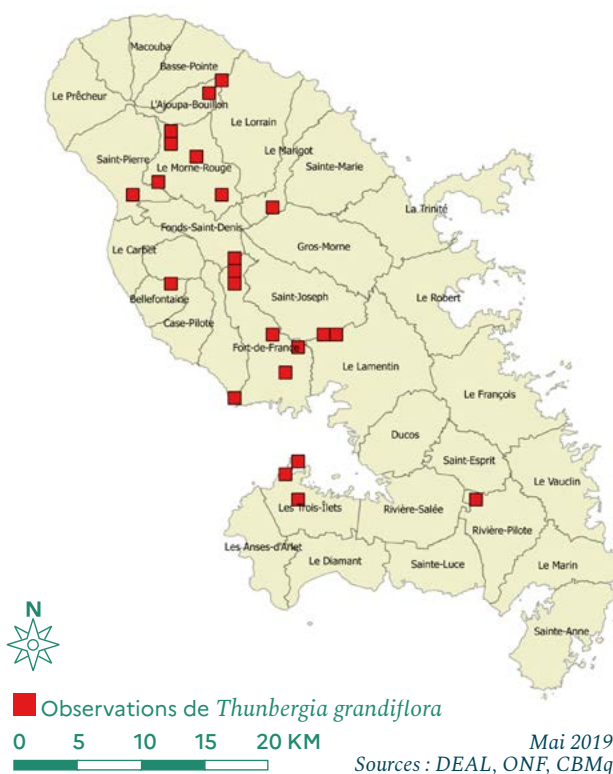 Macouba
Basse-Pointe
Le Prêcheur
L'Ajoupa-Bouillon
Le Lorrain
Saint-Pierre
Le Marigot
Le Morne-Rouge
Sainte-Marie
La Trinité
Fonds-Saint-Denis
Le Carbet
Gros-Morne
Bellefontaine
Saint-Joseph
Le Robert
Case-Pilote
Fort-de-France
Le Lamentin
Le François
Ducos
Saint-Esprit
Le Vauclin
Les Trois-Îlets
Rivière-Salée
Rivière-Pilote
Les Anses-d'Arlet
Le Diamant
Sainte-Luce
Le Marin
Sainte-Anne
N
Observations de Thunbergia grandiflora
0 5 10 15 20 KM
Mai 2019
Sources : DEAL, ONF, CBMq